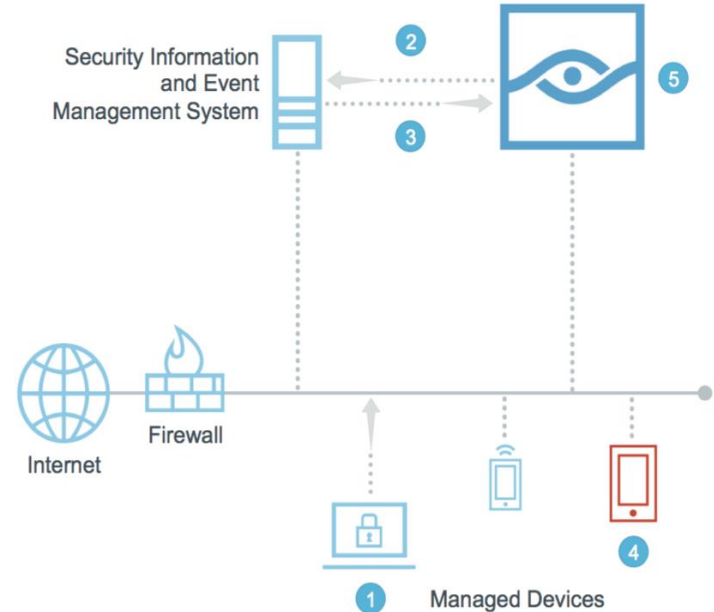 Security Information
and Event
Management System
2
3
5
Internet
Firewall
4
1
Managed Devices